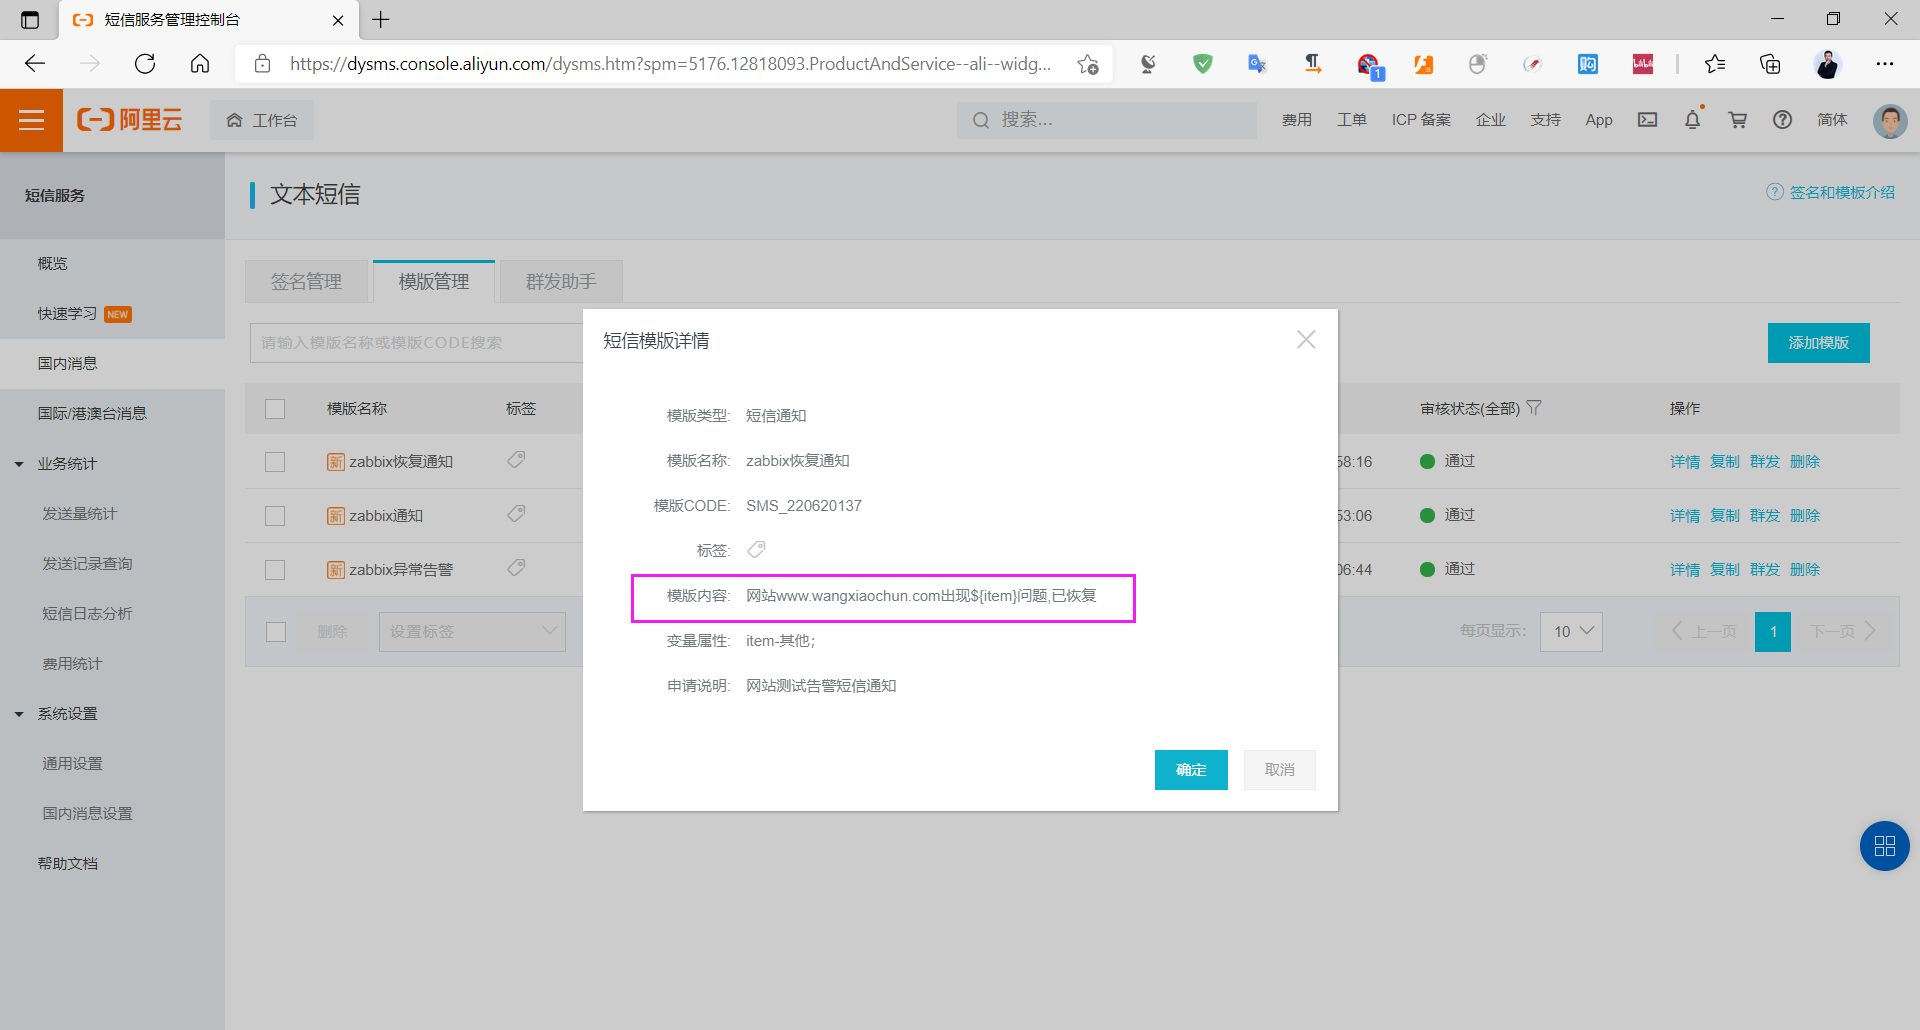 短信服务管理控制台
https://dysms.console.aliyun.com/dysms.htm?spm=5176.12818093.ProductAndService--ali--widg...
1
购
bilibili
阿里云
工作台
搜索...
费用 工单 ICP 备案 企业 支持 App 简体
短信服务
概览
快速学习 NEW
国内消息
国际/港澳台消息
业务统计
发送量统计
发送记录查询
短信日志分析
费用统计
系统设置
通用设置
国内消息设置
帮助文档
文本短信
签名和模板介绍
签名管理 模版管理 群发助手
请输入模版名称或模版CODE搜索
添加模版
模版名称 标签 审核状态(全部) 操作
新 zabbix恢复通知 58:16 通过 详情 复制 群发 删除
新 zabbix通知 53:06 通过 详情 复制 群发 删除
新 zabbix异常告警 06:44 通过 详情 复制 群发 删除
删除 设置标签 每页显示: 10 上一页 1 下一页
短信模版详情
模版类型: 短信通知
模版名称: zabbix恢复通知
模版CODE: SMS_220620137
标签:
模版内容: 网站www.wangxiaochun.com出现${item}问题,已恢复
变量属性: item-其他;
申请说明: 网站测试告警短信通知
确定 取消